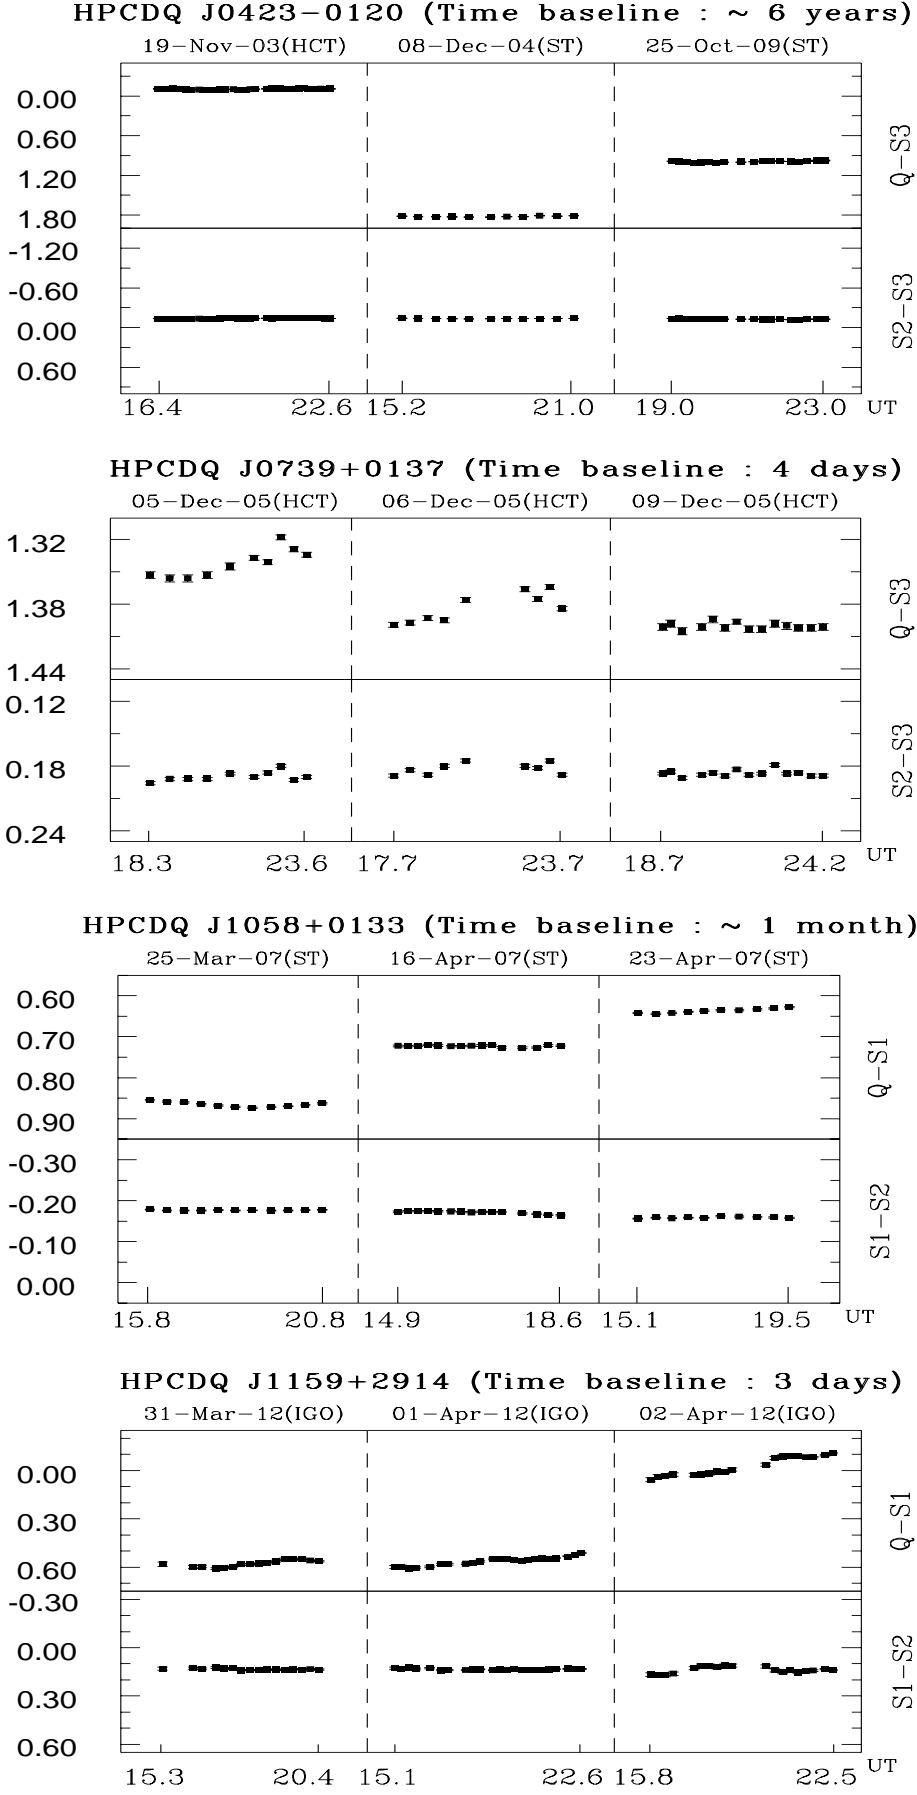 HPCDQ J0423−0120 (Time baseline : ~ 6 years)
19−Nov−03(HCT) 08−Dec−04(ST) 25−Oct−09(ST)
0.00
0.60
1.20
1.80
Q−S3
-1.20
-0.60
0.00
0.60
S2−S3
16.4 22.6 15.2 21.0 19.0 23.0 UT
HPCDQ J0739+0137 (Time baseline : 4 days)
05−Dec−05(HCT) 06−Dec−05(HCT) 09−Dec−05(HCT)
1.32
1.38
1.44
Q−S3
0.12
0.18
0.24
S2−S3
18.3 23.6 17.7 23.7 18.7 24.2 UT
HPCDQ J1058+0133 (Time baseline : ~ 1 month)
25−Mar−07(ST) 16−Apr−07(ST) 23−Apr−07(ST)
0.60
0.70
0.80
0.90
Q−S1
-0.30
-0.20
-0.10
0.00
S1−S2
15.8 20.8 14.9 18.6 15.1 19.5 UT
HPCDQ J1159+2914 (Time baseline : 3 days)
31−Mar−12(IGO) 01−Apr−12(IGO) 02−Apr−12(IGO)
0.00
0.30
0.60
Q−S1
-0.30
0.00
0.30
0.60
S1−S2
15.3 20.4 15.1 22.6 15.8 22.5 UT